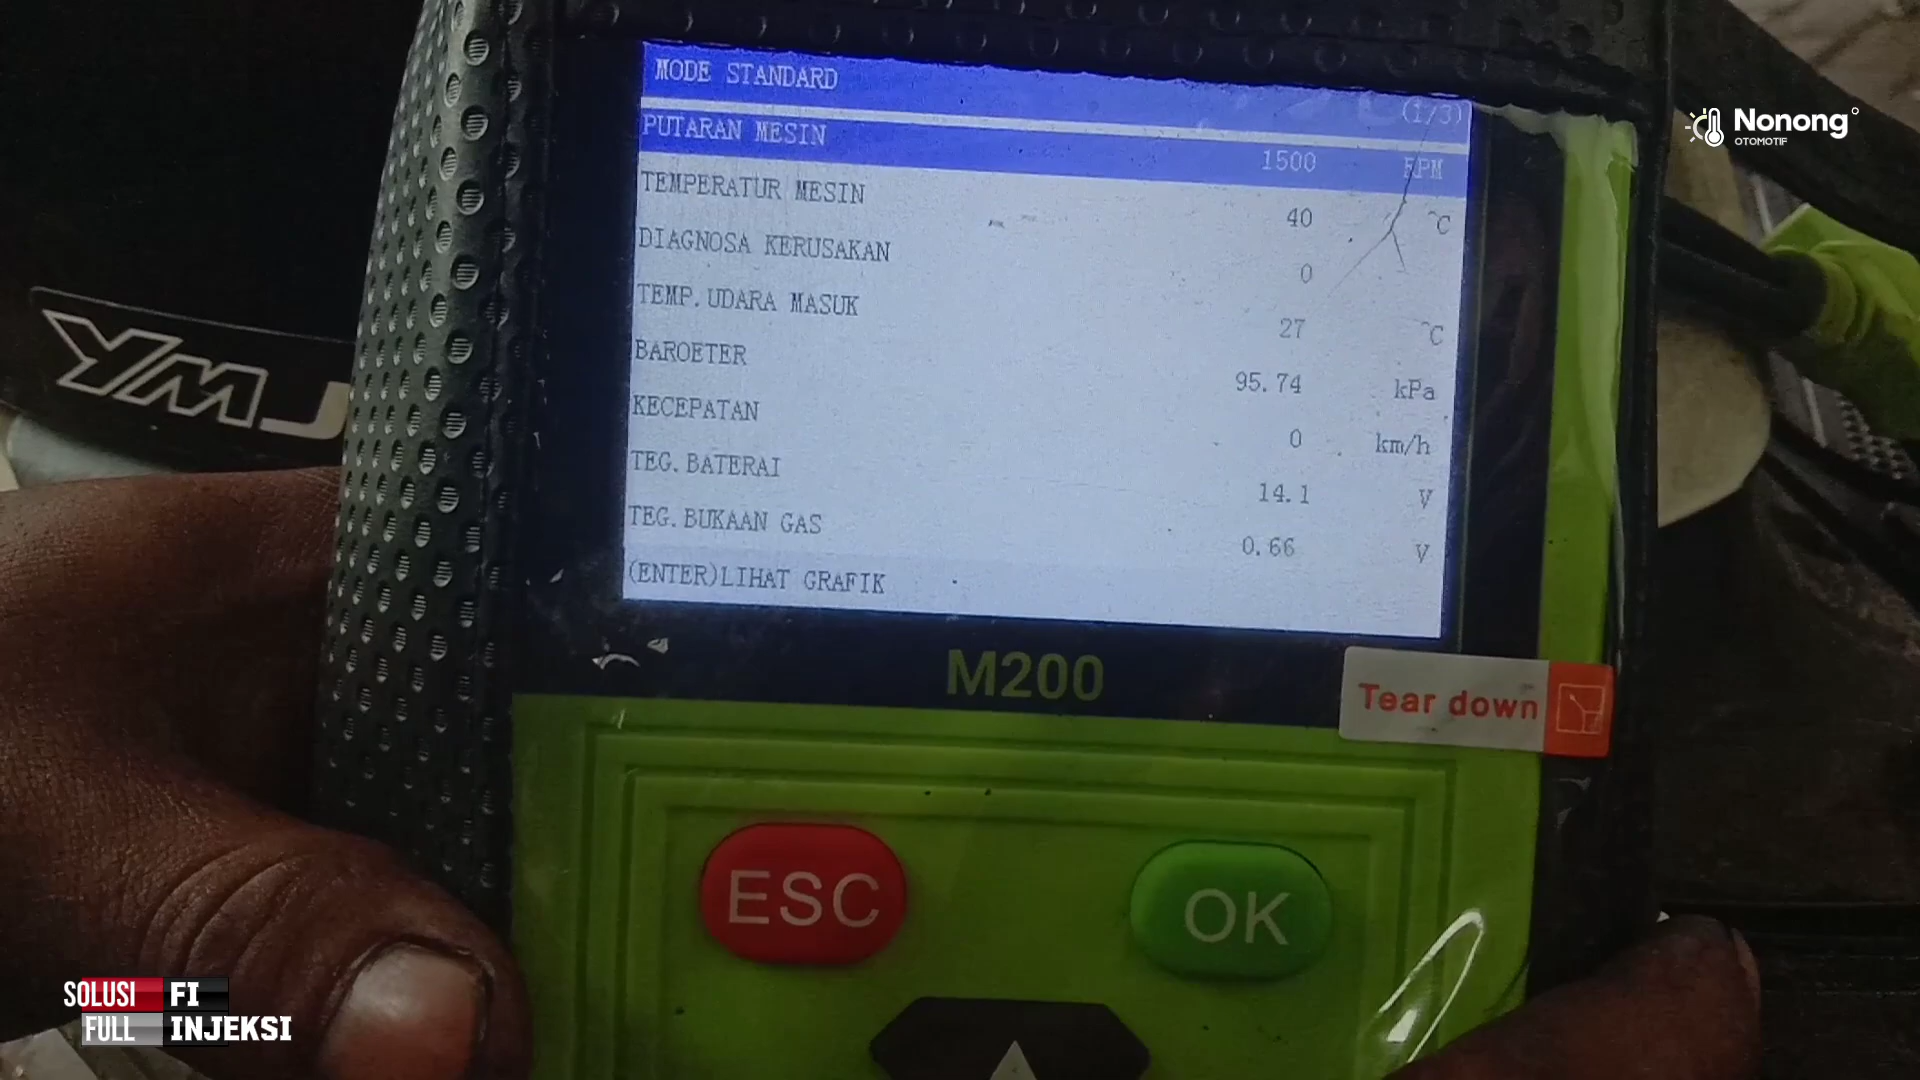 MODE STANDARD (1/3)
PUTARAN MESIN 1500 RPM
TEMPERATUR MESIN 40 °C
DIAGNOSA KERUSAKAN 0
TEMP.UDARA MASUK 27 °C
BAROETER 95.74 kPa
KECEPATAN 0 km/h
TEG.BATERAI 14.1 V
TEG.BUKAAN GAS 0.66 V
(ENTER)LIHAT GRAFIK
M200
Tear down
ESC OK
Nonong°
OTOMOTIF
SOLUSI FI
FULL INJEKSI